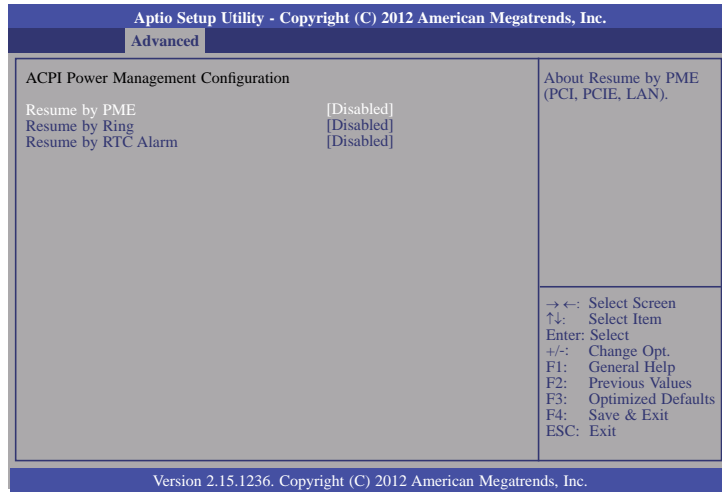 Aptio Setup Utility - Copyright (C) 2012 American Megatrends, Inc.
Advanced
ACPI Power Management Configuration
Resume by PME [Disabled]
Resume by Ring [Disabled]
Resume by RTC Alarm [Disabled]
About Resume by PME
(PCI, PCIE, LAN).
→←: Select Screen
↑↓: Select Item
Enter: Select
+/-: Change Opt.
F1: General Help
F2: Previous Values
F3: Optimized Defaults
F4: Save & Exit
ESC: Exit
Version 2.15.1236. Copyright (C) 2012 American Megatrends, Inc.